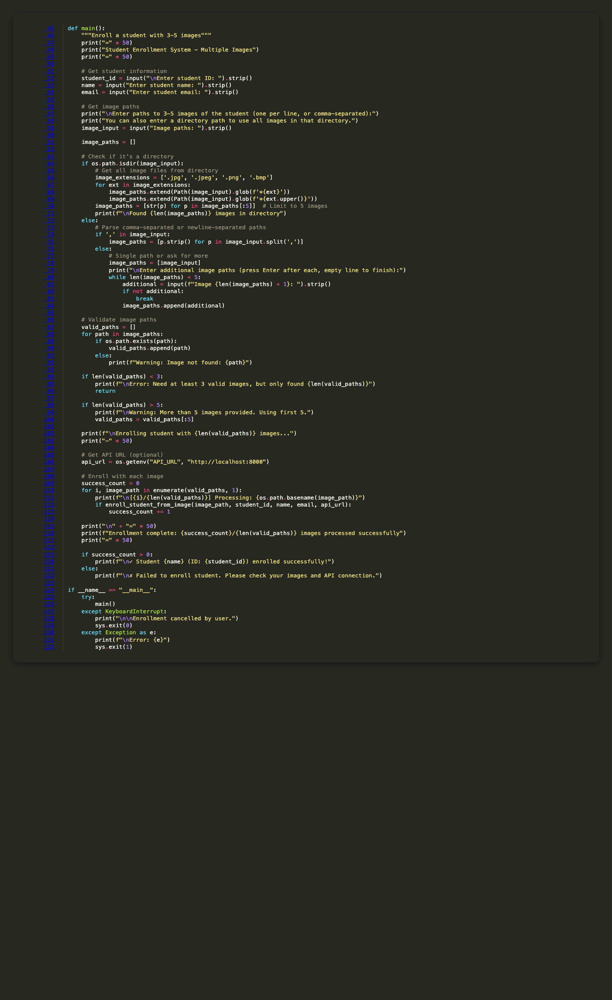 45 def main():
46     """Enroll a student with 3-5 images"""
47     print("=" * 50)
48     print("Student Enrollment System - Multiple Images")
49     print("=" * 50)
50
51     # Get student information
52     student_id = input("\nEnter student ID: ").strip()
53     name = input("Enter student name: ").strip()
54     email = input("Enter student email: ").strip()
55
56     # Get image paths
57     print("\nEnter paths to 3-5 images of the student (one per line, or comma-separated):")
58     print("You can also enter a directory path to use all images in that directory.")
59     image_input = input("Image paths: ").strip()
60
61     image_paths = []
62
63     # Check if it's a directory
64     if os.path.isdir(image_input):
65         # Get all image files from directory
66         image_extensions = ['.jpg', '.jpeg', '.png', '.bmp']
67         for ext in image_extensions:
68             image_paths.extend(Path(image_input).glob(f'*{ext}'))
69             image_paths.extend(Path(image_input).glob(f'*{ext.upper()}'))
70         image_paths = [str(p) for p in image_paths[:5]]  # Limit to 5 images
71         print(f"\nFound {len(image_paths)} images in directory")
72     else:
73         # Parse comma-separated or newline-separated paths
74         if ',' in image_input:
75             image_paths = [p.strip() for p in image_input.split(',')]
76         else:
77             # Single path or ask for more
78             image_paths = [image_input]
79             print("\nEnter additional image paths (press Enter after each, empty line to finish):")
80             while len(image_paths) < 5:
81                 additional = input(f"Image {len(image_paths) + 1}: ").strip()
82                 if not additional:
83                     break
84                 image_paths.append(additional)
85
86     # Validate image paths
87     valid_paths = []
88     for path in image_paths:
89         if os.path.exists(path):
90             valid_paths.append(path)
91         else:
92             print(f"Warning: Image not found: {path}")
93
94     if len(valid_paths) < 3:
95         print(f"\nError: Need at least 3 valid images, but only found {len(valid_paths)}")
96         return
97
98     if len(valid_paths) > 5:
99         print(f"\nWarning: More than 5 images provided. Using first 5.")
100         valid_paths = valid_paths[:5]
101
102     print(f"\nEnrolling student with {len(valid_paths)} images...")
103     print("-" * 50)
104
105     # Get API URL (optional)
106     api_url = os.getenv("API_URL", "http://localhost:8000")
107
108     # Enroll with each image
109     success_count = 0
110     for i, image_path in enumerate(valid_paths, 1):
111         print(f"\n[{i}/{len(valid_paths)}] Processing: {os.path.basename(image_path)}")
112         if enroll_student_from_image(image_path, student_id, name, email, api_url):
113             success_count += 1
114
115     print("\n" + "=" * 50)
116     print(f"Enrollment complete: {success_count}/{len(valid_paths)} images processed successfully")
117     print("=" * 50)
118
119     if success_count > 0:
120         print(f"\n✓ Student {name} (ID: {student_id}) enrolled successfully!")
121     else:
122         print(f"\n✗ Failed to enroll student. Please check your images and API connection.")
123
124 if __name__ == "__main__":
125     try:
126         main()
127     except KeyboardInterrupt:
128         print("\n\nEnrollment cancelled by user.")
129         sys.exit(0)
130     except Exception as e:
131         print(f"\nError: {e}")
132         sys.exit(1)